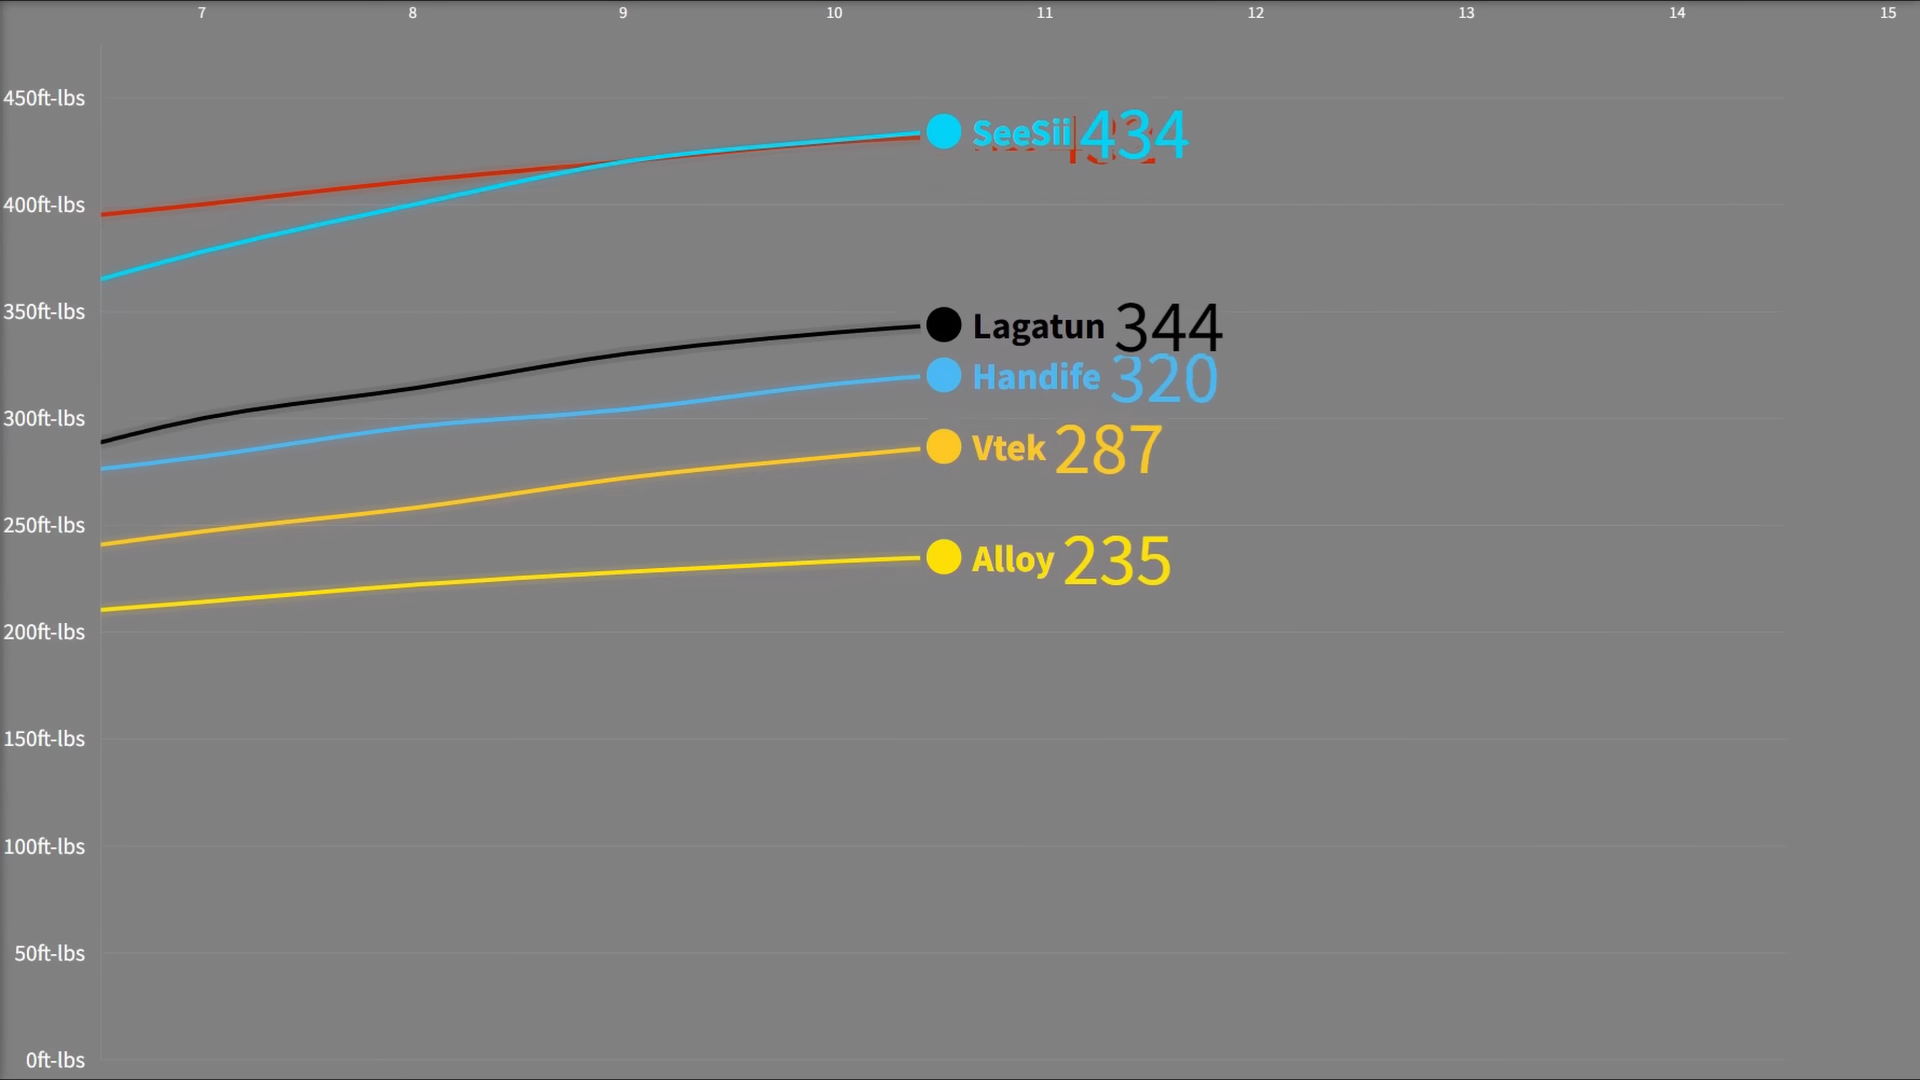 7 8 9 10 11 12 13 14 15
450ft-lbs
SeeSii 434
400ft-lbs
350ft-lbs
Lagatun 344
Handife 320
300ft-lbs
Vtek 287
250ft-lbs
Alloy 235
200ft-lbs
150ft-lbs
100ft-lbs
50ft-lbs
0ft-lbs